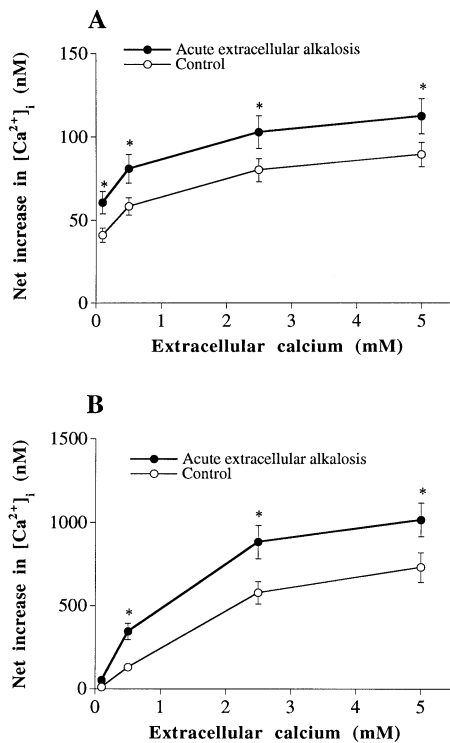 A
Net increase in [Ca²⁺]ᵢ (nM)
150
100
50
0
Acute extracellular alkalosis
Control
*
*
*
*
0 1 2 3 4 5
Extracellular calcium (mM)
B
Net increase in [Ca²⁺]ᵢ (nM)
1500
1000
500
0
Acute extracellular alkalosis
Control
*
*
*
0 1 2 3 4 5
Extracellular calcium (mM)